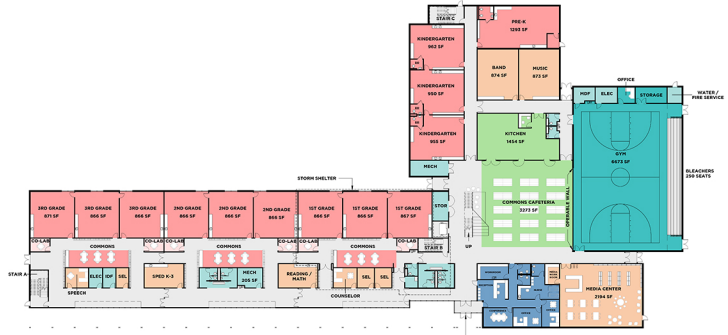 STAIR C
PRE-K
1293 SF
KINDERGARTEN
962 SF
BAND
874 SF
MUSIC
873 SF
OFFICE
MDF
ELEC
STORAGE
WATER /
FIRE SERVICE
KINDERGARTEN
950 SF
KINDERGARTEN
955 SF
KITCHEN
1454 SF
GYM
6673 SF
BLEACHERS
250 SEATS
MECH
STORM SHELTER
OPERABLE WALL
COMMONS CAFETERIA
3273 SF
3RD GRADE
871 SF
3RD GRADE
866 SF
3RD GRADE
866 SF
2ND GRADE
866 SF
2ND GRADE
866 SF
2ND GRADE
866 SF
1ST GRADE
866 SF
1ST GRADE
866 SF
1ST GRADE
867 SF
STOR
CO-LAB
COMMONS
CO-LAB
CO-LAB
COMMONS
CO-LAB
CO-LAB
COMMONS
CO-LAB
STAIR B
UP
STAIR A
SPEECH
ELEC
IDF
SEL
SPED K-3
MECH
205 SF
READING /
MATH
COUNSELOR
SEL
SEL
MEDIA CENTER
2194 SF